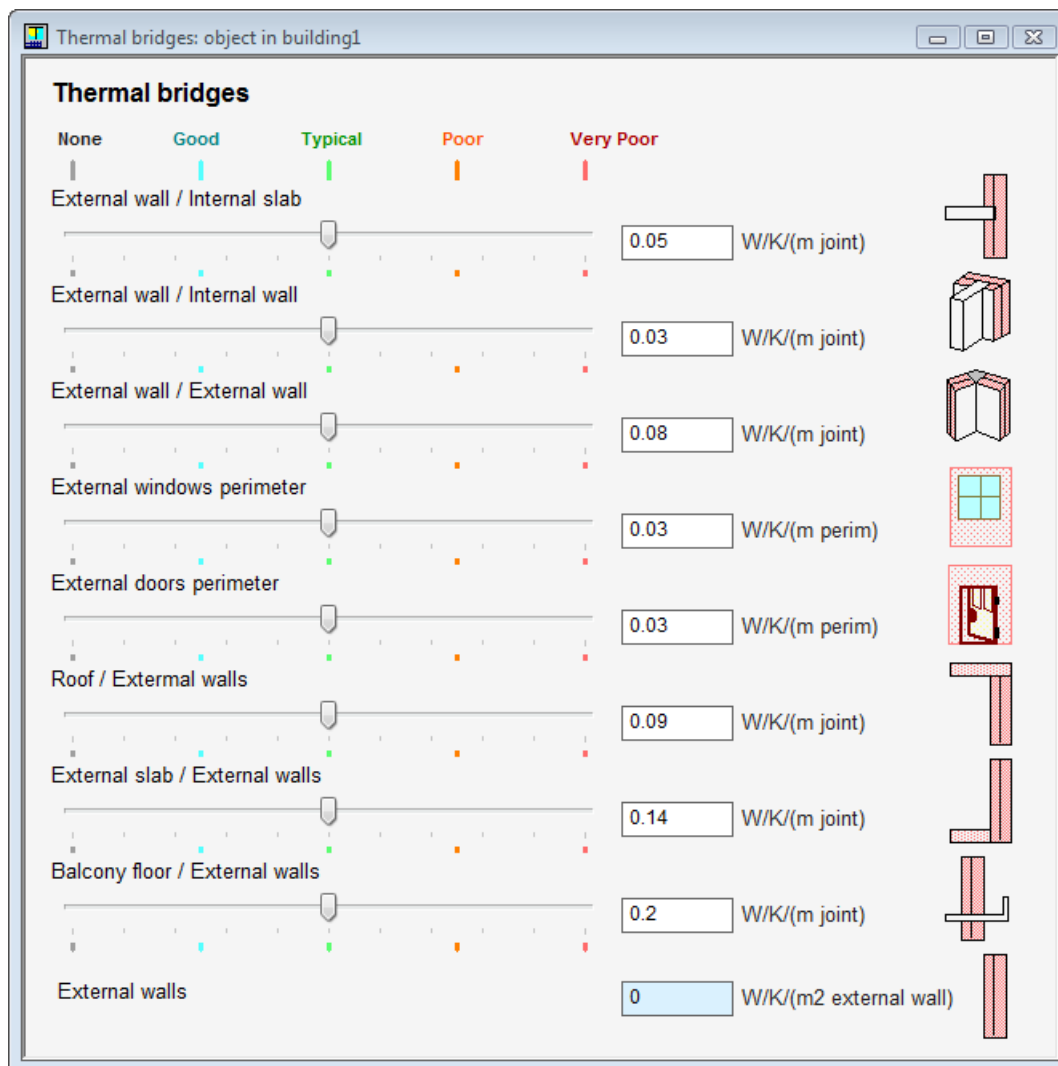 Thermal bridges: object in building1
Thermal bridges
None Good Typical Poor Very Poor
External wall / Internal slab
0.05 W/K/(m joint)
External wall / Internal wall
0.03 W/K/(m joint)
External wall / External wall
0.08 W/K/(m joint)
External windows perimeter
0.03 W/K/(m perim)
External doors perimeter
0.03 W/K/(m perim)
Roof / Extermal walls
0.09 W/K/(m joint)
External slab / External walls
0.14 W/K/(m joint)
Balcony floor / External walls
0.2 W/K/(m joint)
External walls 0 W/K/(m2 external wall)